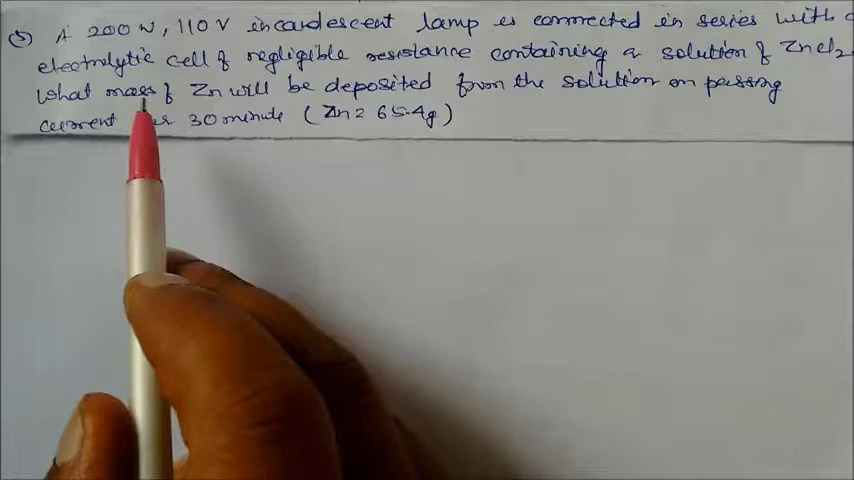 (5) A 200 W, 110 V incandescent lamp is connected in series with
electrolytic cell of negligible resistance containing a solution of ZnCl2
What mass of Zn will be deposited from the solution on passing
current 30 minute (Zn = 65.4g)